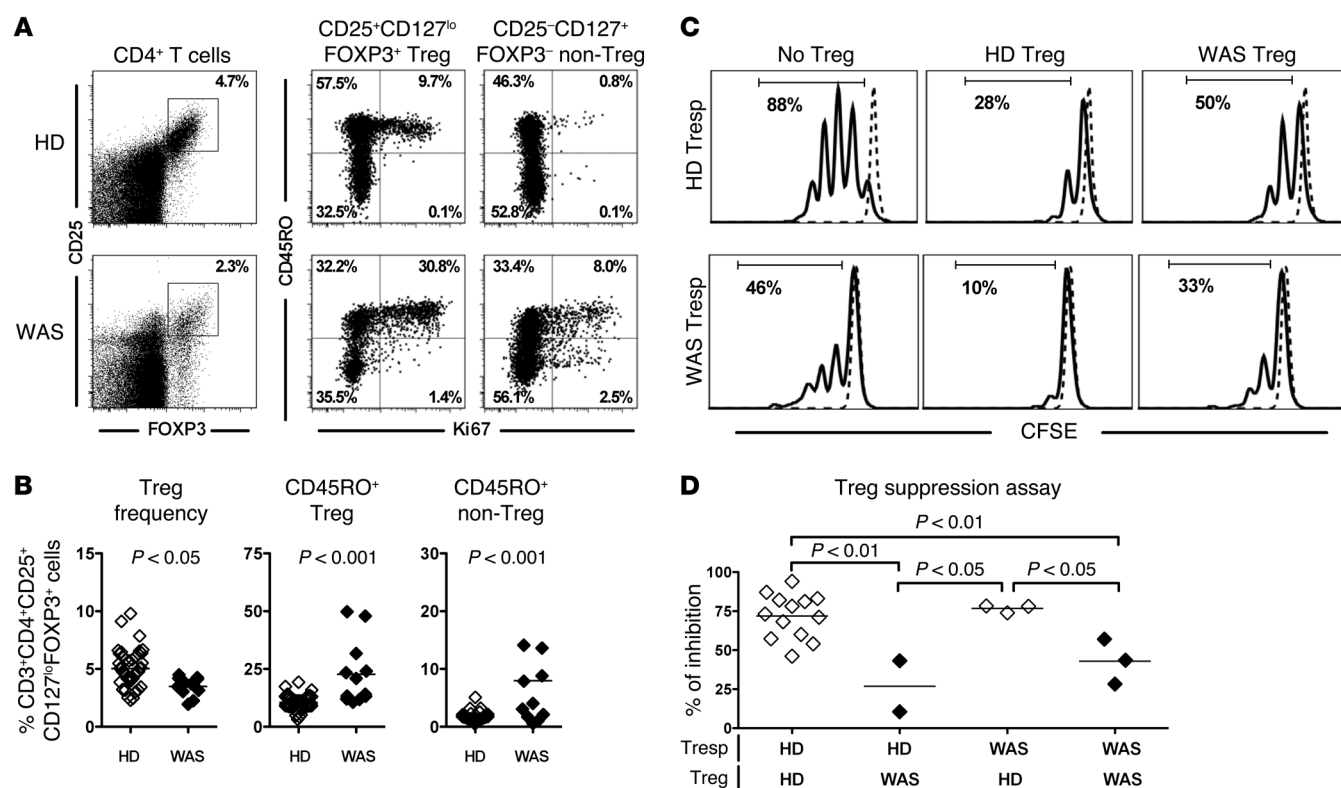 A
CD4⁺ T cells
CD25⁺CD127ˡᵒ
FOXP3⁺ Treg
CD25⁻CD127⁺
FOXP3⁻ non-Treg
HD
4.7%
57.5%
9.7%
46.3%
0.8%
32.5%
0.1%
52.8%
0.1%
CD25
CD45RO
WAS
2.3%
32.2%
30.8%
33.4%
8.0%
35.5%
1.4%
56.1%
2.5%
FOXP3
Ki67
B
Treg
frequency
CD45RO⁺
Treg
CD45RO⁺
non-Treg
% CD3⁺CD4⁺CD25⁺
CD127ˡᵒFOXP3⁺ cells
P < 0.05
P < 0.001
P < 0.001
15
10
5
0
75
50
25
0
30
20
10
0
HD
WAS
HD
WAS
HD
WAS
C
No Treg
HD Treg
WAS Treg
HD Tresp
88%
28%
50%
WAS Tresp
46%
10%
33%
CFSE
D
Treg suppression assay
P < 0.01
P < 0.01
P < 0.05
P < 0.05
% of inhibition
100
75
50
25
0
Tresp
HD
HD
WAS
WAS
Treg
HD
WAS
HD
WAS